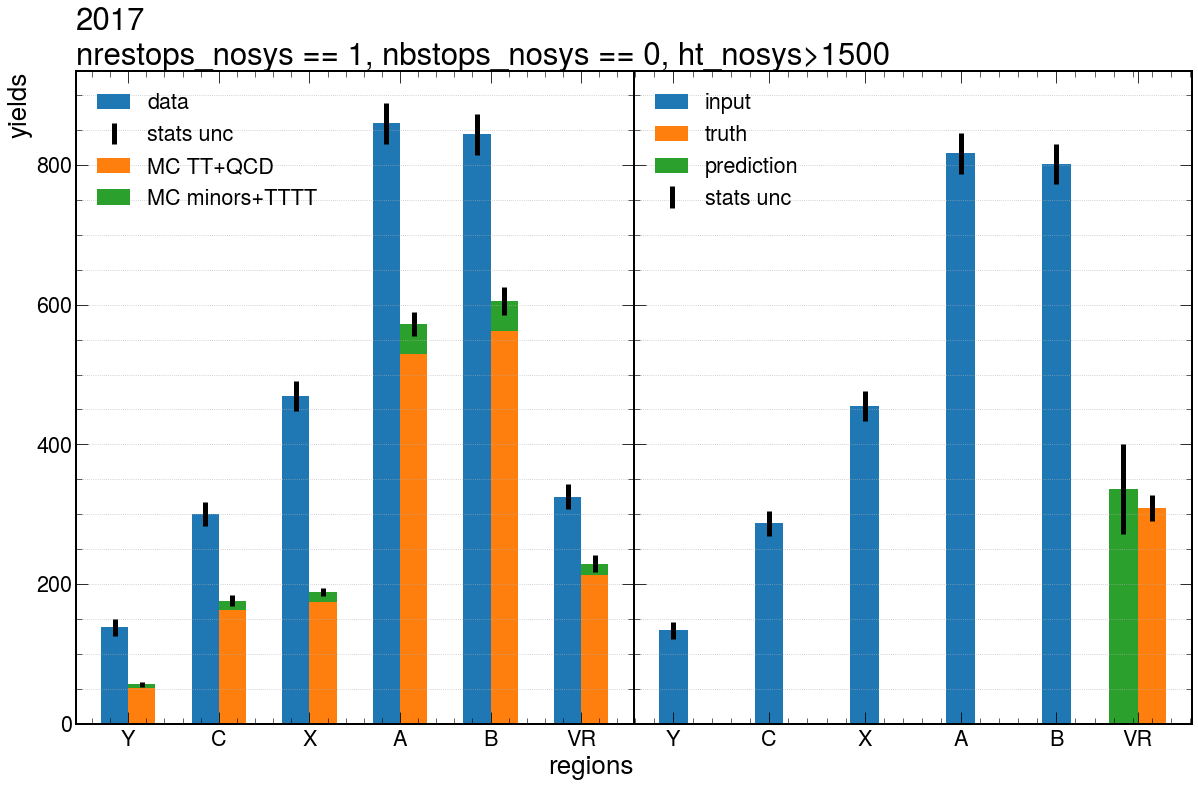 2017
nrestops_nosys == 1, nbstops_nosys == 0, ht_nosys>1500
yields
data
stats unc
MC TT+QCD
MC minors+TTTT
input
truth
prediction
stats unc
800
600
400
200
0
Y C X A B VR
Y C X A B VR
regions